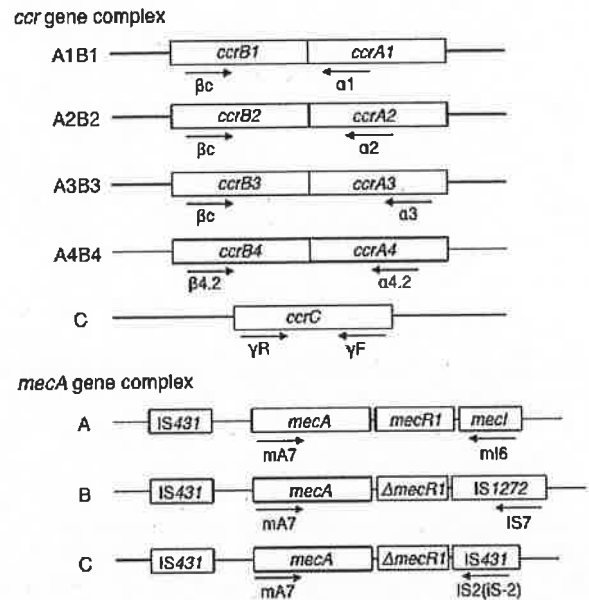 ccr gene complex
A1B1 ccrB1 ccrA1
βc α1
A2B2 ccrB2 ccrA2
βc α2
A3B3 ccrB3 ccrA3
βc α3
A4B4 ccrB4 ccrA4
β4.2 α4.2
C ccrC
γR γF
mecA gene complex
A IS431 mecA mecR1 mecI
mA7 mI6
B IS431 mecA ΔmecR1 IS1272
mA7 IS7
C IS431 mecA ΔmecR1 IS431
mA7 IS2(iS-2)